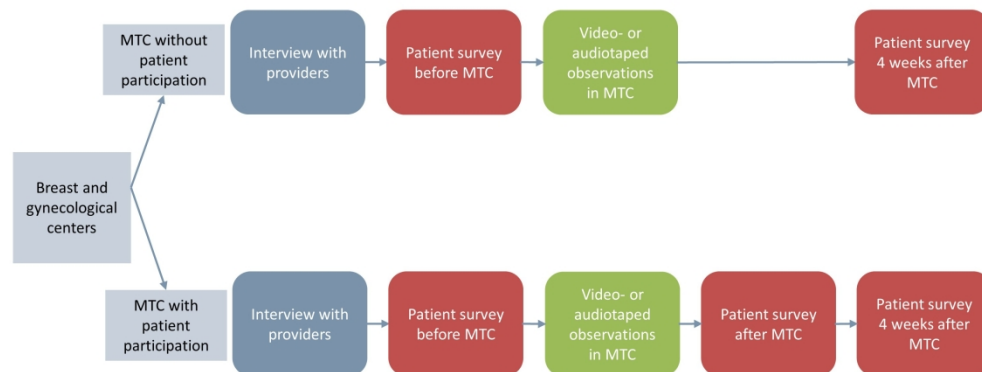 MTC without
patient
participation
Interview with
providers
Patient survey
before MTC
Video- or
audiotaped
observations
in MTC
Patient survey
4 weeks after
MTC
Breast and
gynecological
centers
MTC with
patient
participation
Interview with
providers
Patient survey
before MTC
Video- or
audiotaped
observations
in MTC
Patient survey
after MTC
Patient survey
4 weeks after
MTC